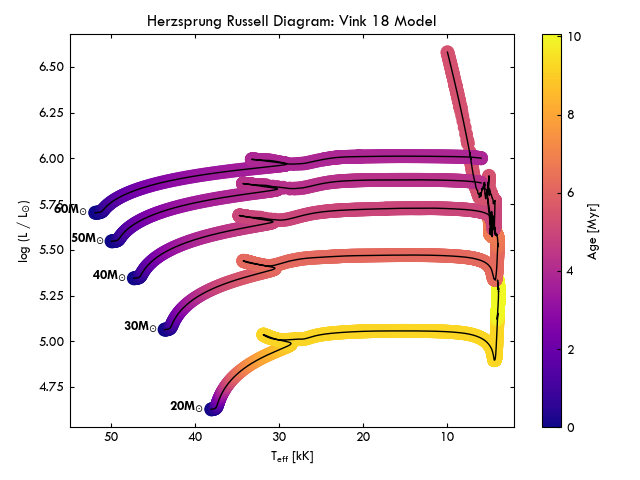 Herzsprung Russell Diagram: Vink 18 Model
6.50
6.25
6.00
5.75
5.50
5.25
5.00
4.75
log (L / L☉)
60M☉
50M☉
40M☉
30M☉
20M☉
50
40
30
20
10
T_eff [kK]
10
8
6
4
2
0
Age [Myr]